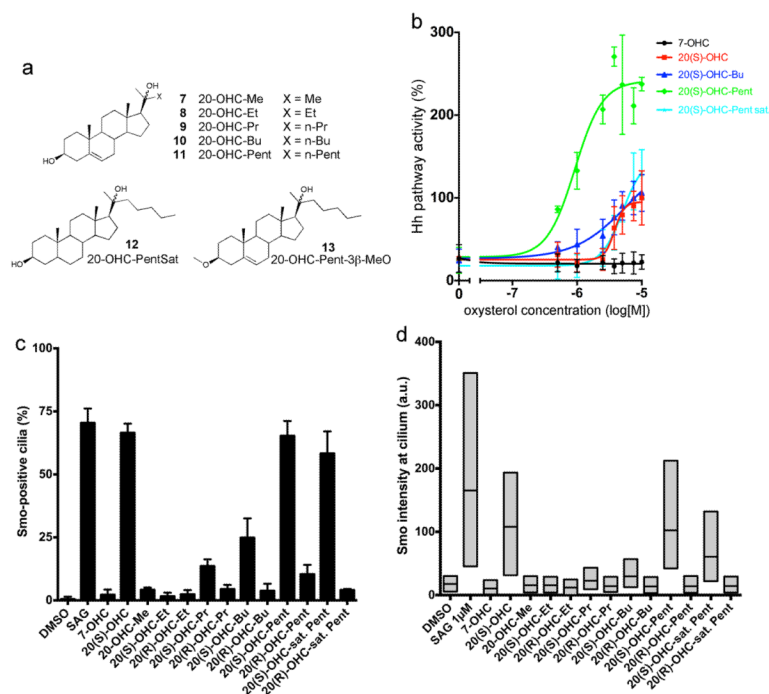 a
OH
X
HO
7 20-OHC-Me X = Me
8 20-OHC-Et X = Et
9 20-OHC-Pr X = n-Pr
10 20-OHC-Bu X = n-Bu
11 20-OHC-Pent X = n-Pent
OH
HO
12
20-OHC-PentSat
OH
O
13
20-OHC-Pent-3β-MeO
b
Hh pathway activity (%)
300
200
100
0
0 -7 -6 -5
oxysterol concentration (log[M])
7-OHC
20(S)-OHC
20(S)-OHC-Bu
20(S)-OHC-Pent
20(S)-OHC-Pent sat
c
Smo-positive cilia (%)
100
75
50
25
0
DMSO
SAG
7-OHC
20(S)-OHC
20-OHC-Me
20(S)-OHC-Et
20(R)-OHC-Et
20(S)-OHC-Pr
20(R)-OHC-Pr
20(S)-OHC-Bu
20(R)-OHC-Bu
20(S)-OHC-Pent
20(R)-OHC-Pent
20(S)-OHC-sat. Pent
20(R)-OHC-sat. Pent
d
Smo intensity at cilium (a.u.)
400
300
200
100
0
DMSO
SAG 1μM
7-OHC
20(S)-OHC
20-OHC-Me
20(S)-OHC-Et
20(R)-OHC-Et
20(S)-OHC-Pr
20(R)-OHC-Pr
20(S)-OHC-Bu
20(R)-OHC-Bu
20(S)-OHC-Pent
20(R)-OHC-Pent
20(S)-OHC-sat. Pent
20(R)-OHC-sat. Pent